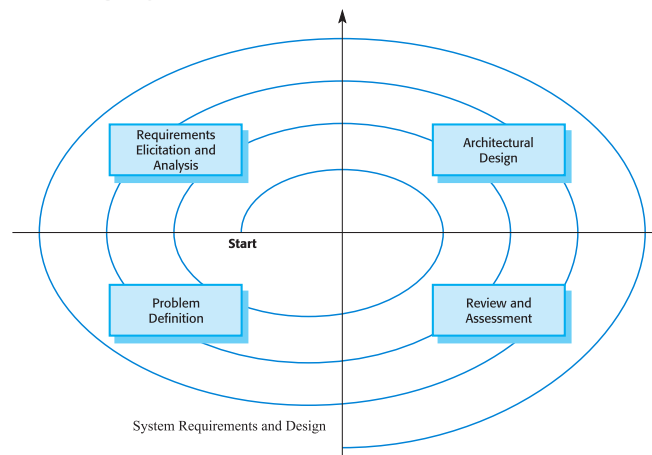 Requirements
Elicitation and
Analysis
Architectural
Design
Start
Problem
Definition
Review and
Assessment
System Requirements and Design